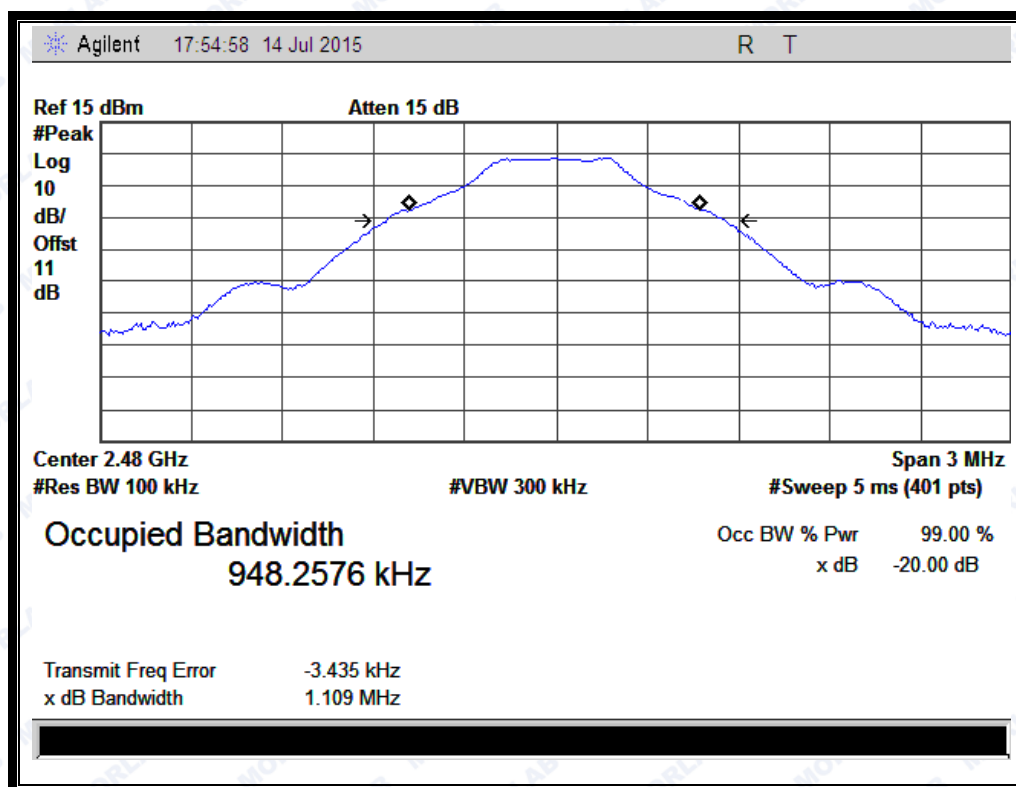 Agilent 17:54:58 14 Jul 2015 R T
Ref 15 dBm Atten 15 dB
#Peak
Log
10
dB/
Offst
11
dB
Center 2.48 GHz Span 3 MHz
#Res BW 100 kHz #VBW 300 kHz #Sweep 5 ms (401 pts)
Occupied Bandwidth Occ BW % Pwr 99.00 %
948.2576 kHz x dB -20.00 dB
Transmit Freq Error -3.435 kHz
x dB Bandwidth 1.109 MHz